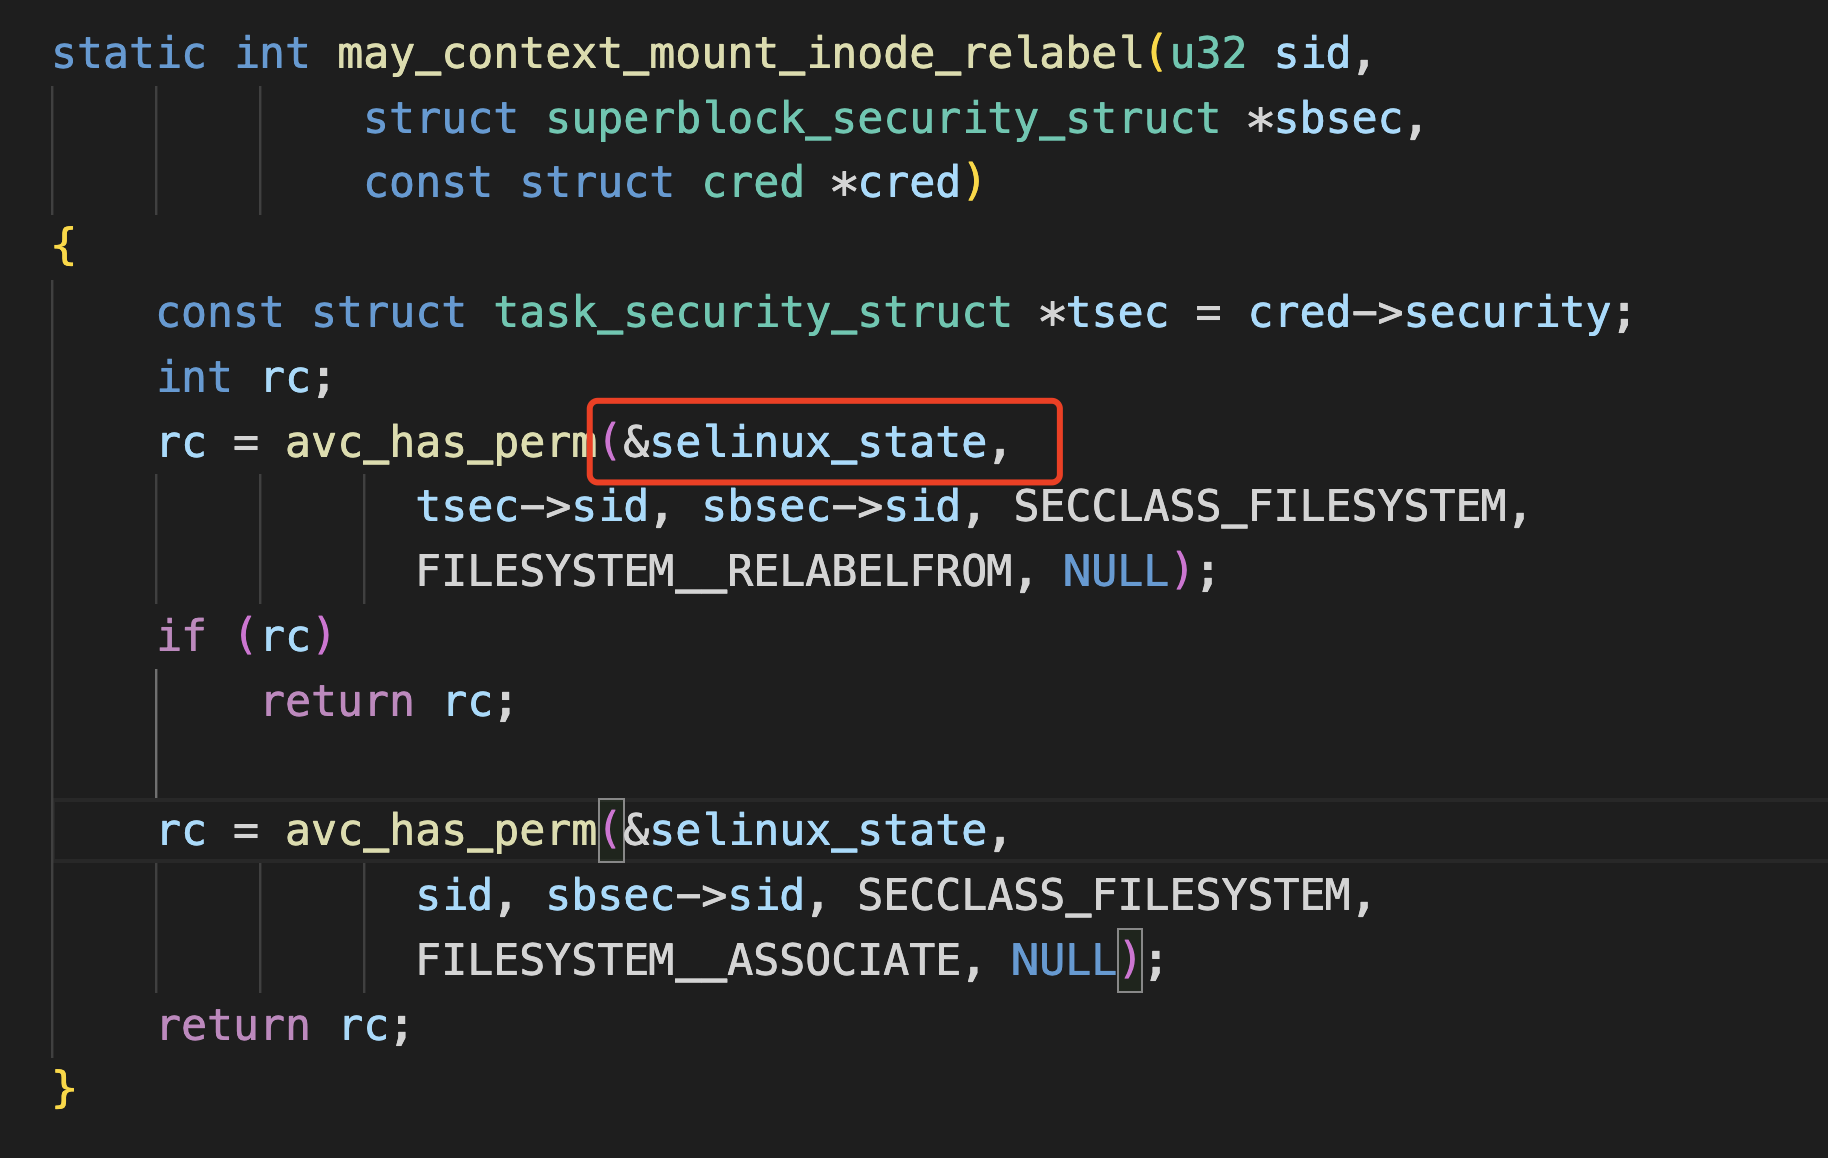 static int may_context_mount_inode_relabel(u32 sid,
struct superblock_security_struct *sbsec,
const struct cred *cred)
{
const struct task_security_struct *tsec = cred->security;
int rc;
rc = avc_has_perm(&selinux_state,
tsec->sid, sbsec->sid, SECCLASS_FILESYSTEM,
FILESYSTEM__RELABELFROM, NULL);
if (rc)
return rc;
rc = avc_has_perm(&selinux_state,
sid, sbsec->sid, SECCLASS_FILESYSTEM,
FILESYSTEM__ASSOCIATE, NULL);
return rc;
}